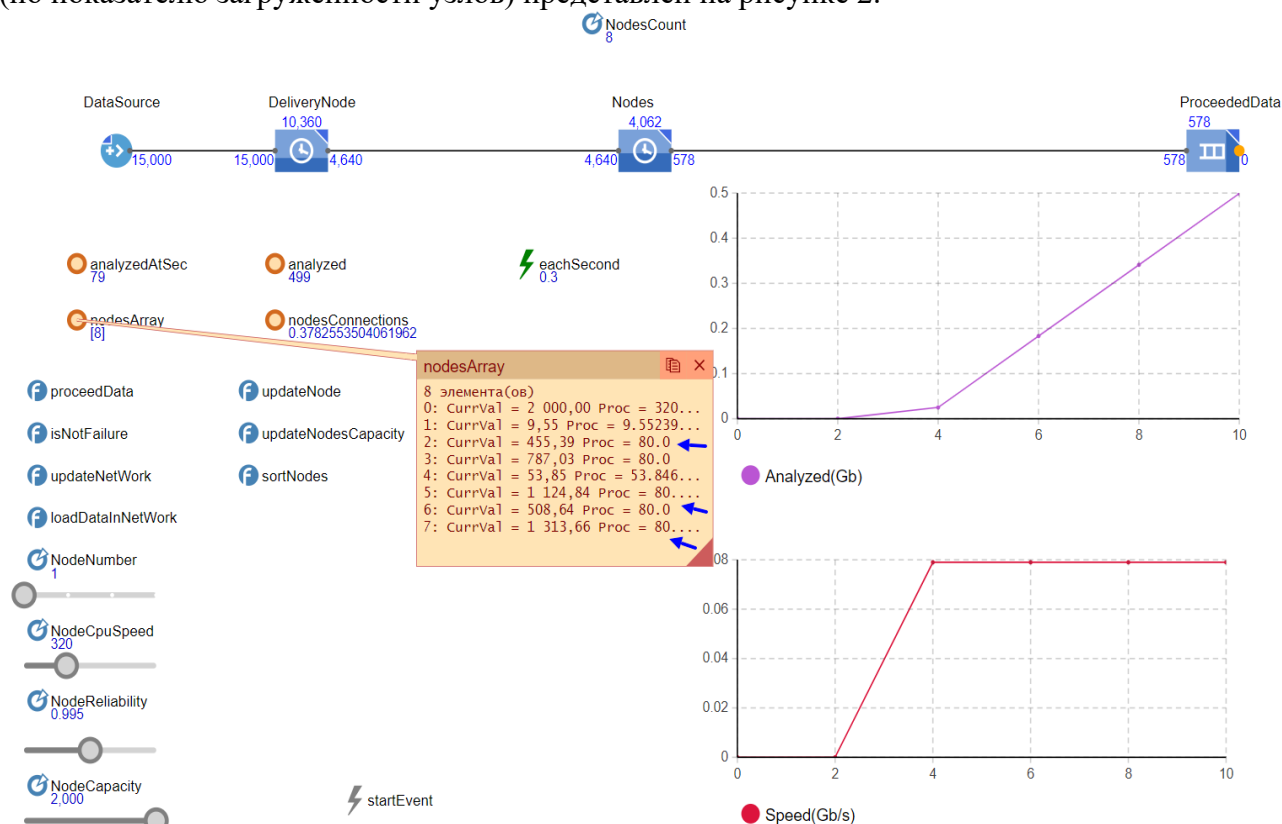 (по показателю загруженности узлов) представлен на рисунке 2.
NodesCount
8
DataSource
DeliveryNode
Nodes
ProceededData
10,360
4,062
578
15,000
15,000
4,640
4,640
578
578
0
analyzedAtSec
79
analyzed
499
eachSecond
0.3
nodesArray
[8]
nodesConnections
0.3782553504061962
nodesArray
8 элемента(ов)
0: CurrVal = 2 000,00 Proc = 320...
1: CurrVal = 9,55 Proc = 9.55239...
2: CurrVal = 455,39 Proc = 80.0
3: CurrVal = 787,03 Proc = 80.0
4: CurrVal = 53,85 Proc = 53.846...
5: CurrVal = 1 124,84 Proc = 80....
6: CurrVal = 508,64 Proc = 80.0
7: CurrVal = 1 313,66 Proc = 80....
proceedData
updateNode
isNotFailure
updateNodesCapacity
updateNetWork
sortNodes
loadDataInNetWork
NodeNumber
1
NodeCpuSpeed
320
NodeReliability
0.995
NodeCapacity
2,000
startEvent
0.5
0.4
0.3
0.2
0.1
0
0 2 4 6 8 10
Analyzed(Gb)
0.08
0.06
0.04
0.02
0
0 2 4 6 8 10
Speed(Gb/s)